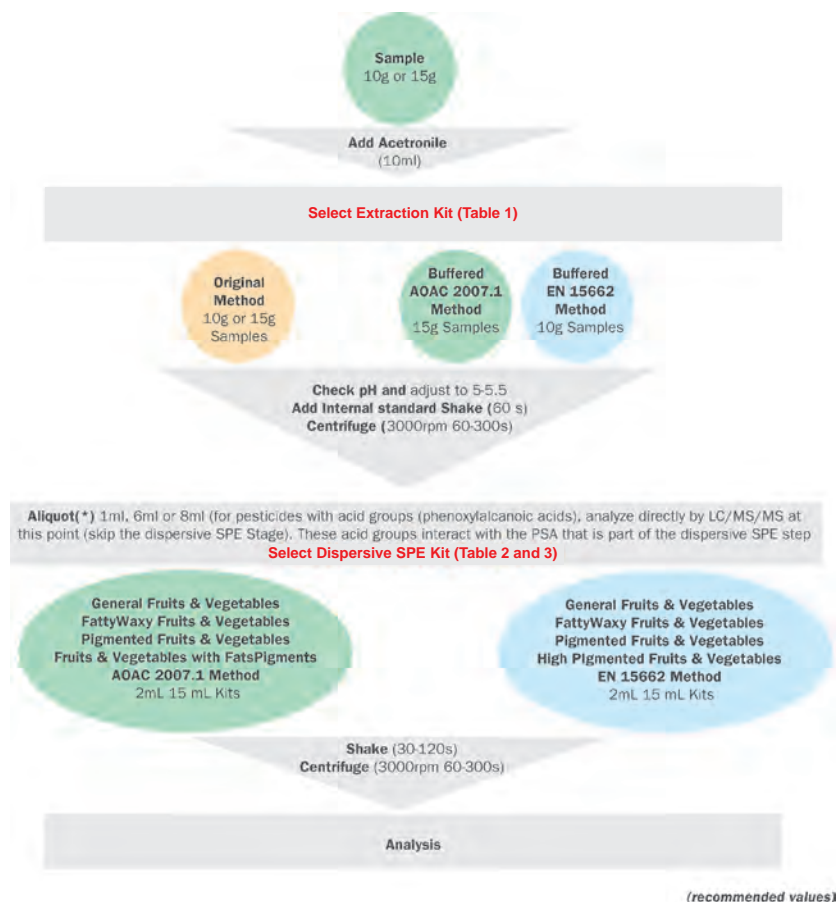 Sample
10g or 15g
Add Acetronile
(10ml)
Select Extraction Kit (Table 1)
Original
Method
10g or 15g
Samples
Buffered
AOAC 2007.1
Method
15g Samples
Buffered
EN 15662
Method
10g Samples
Check pH and adjust to 5-5.5
Add Internal standard Shake (60 s)
Centrifuge (3000rpm 60-300s)
Aliquot(*) 1ml, 6ml or 8ml (for pesticides with acid groups (phenoxylalcanoic acids), analyze directly by LC/MS/MS at
this point (skip the dispersive SPE Stage). These acid groups interact with the PSA that is part of the dispersive SPE step
Select Dispersive SPE Kit (Table 2 and 3)
General Fruits & Vegetables
FattyWaxy Fruits & Vegetables
Pigmented Fruits & Vegetables
Fruits & Vegetables with FatsPigments
AOAC 2007.1 Method
2mL 15 mL Kits
General Fruits & Vegetables
FattyWaxy Fruits & Vegetables
Pigmented Fruits & Vegetables
High Pigmented Fruits & Vegetables
EN 15662 Method
2mL 15 mL Kits
Shake (30-120s)
Centrifuge (3000rpm 60-300s)
Analysis
(recommended values)